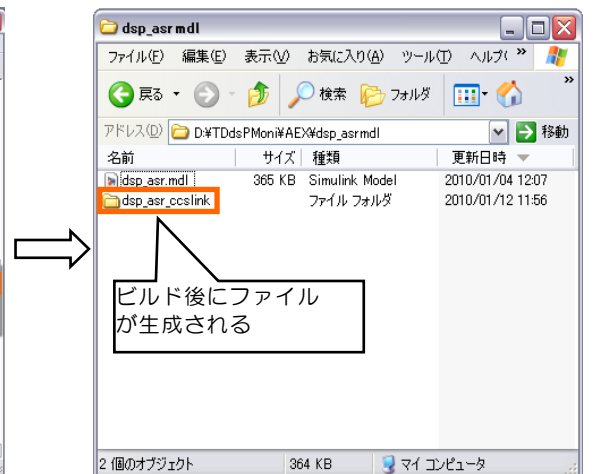 dsp_asrmdl
ファイル(F) 編集(E) 表示(V) お気に入り(A) ツール(T) ヘルプ( »
戻る 検索 フォルダ »
アドレス(D) D:¥TDdsPMoni¥AEX¥dsp_asrmdl 移動
名前 サイズ 種類 更新日時
dsp_asr.mdl 365 KB Simulink Model 2010/01/04 12:07
dsp_asr_ccslink ファイル フォルダ 2010/01/12 11:56
ビルド後にファイル
が生成される
2 個のオブジェクト 364 KB マイ コンピュータ